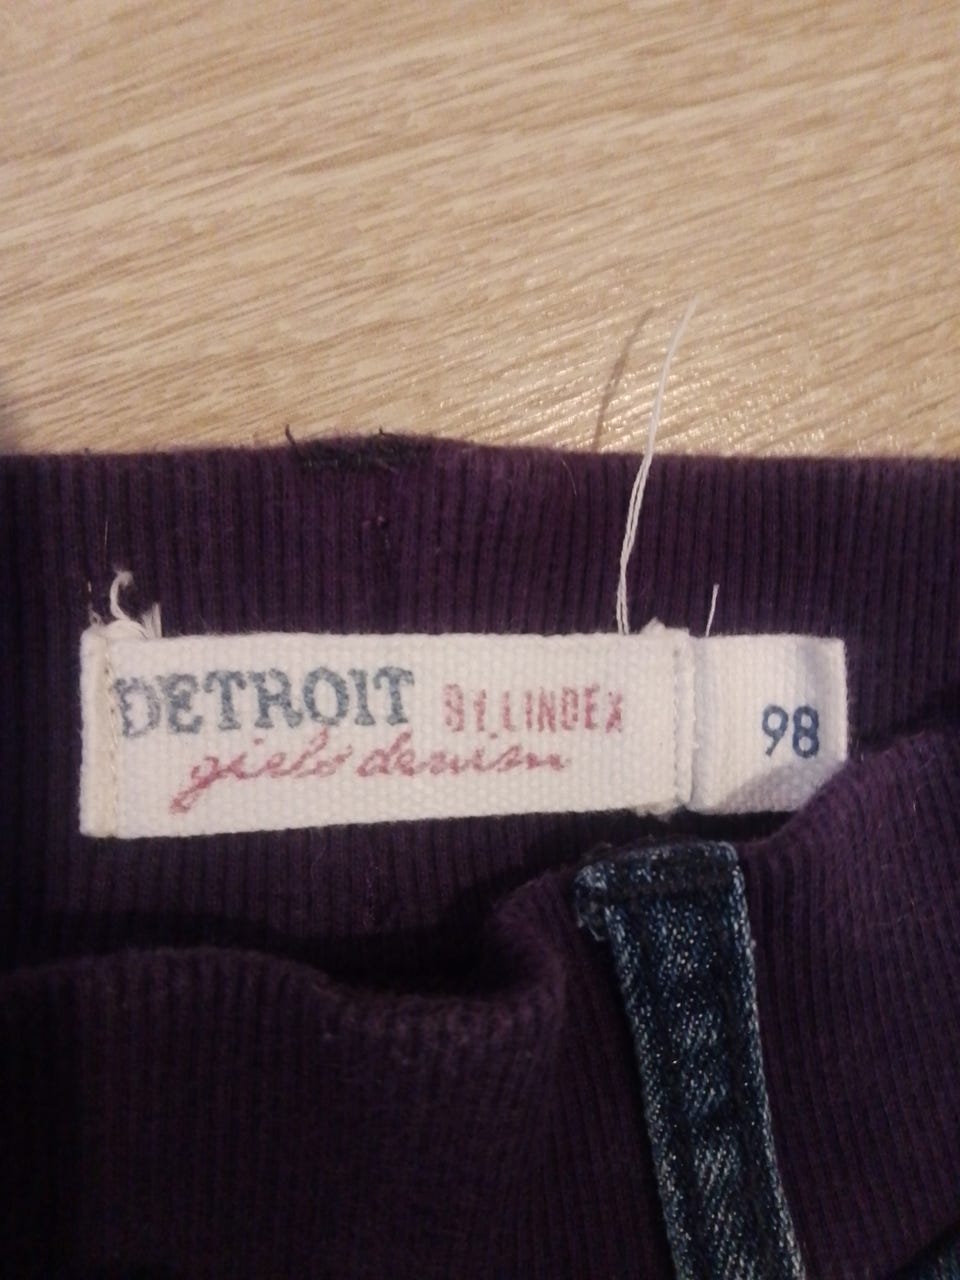 DETROIT BY LINDEX
girls denim
98